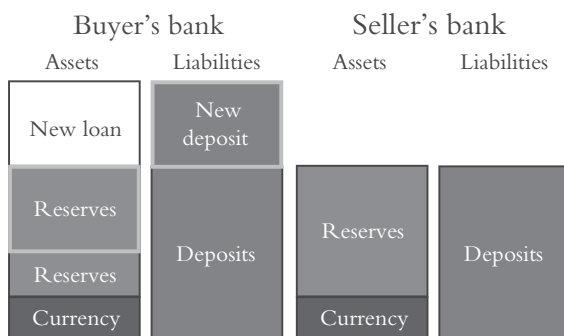 Buyer’s bank
Seller’s bank
Assets
Liabilities
Assets
Liabilities
New loan
New
deposit
Reserves
Reserves
Currency
Deposits
Reserves
Currency
Deposits